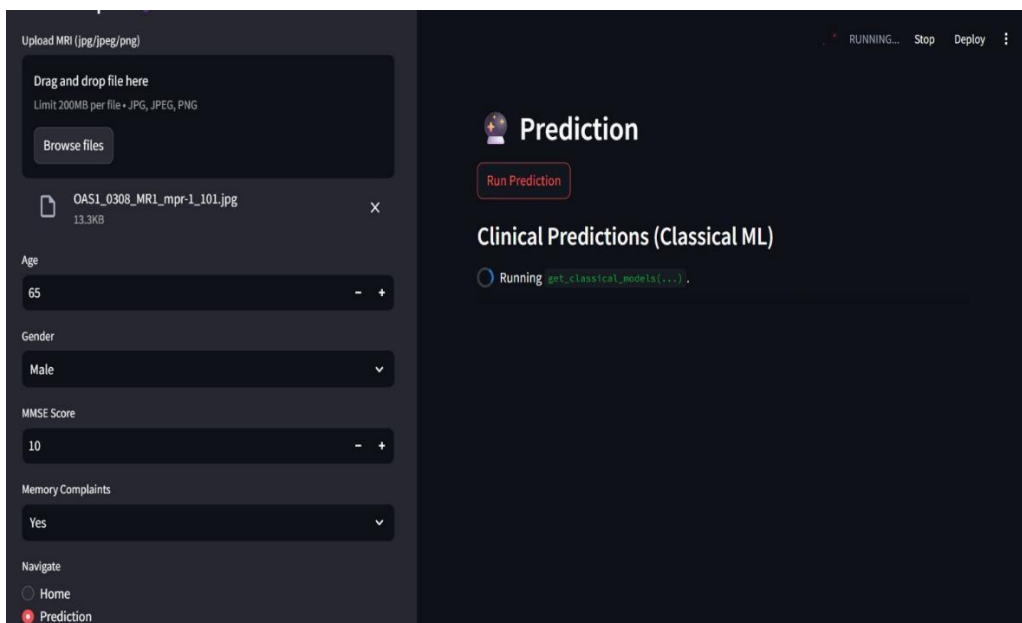 Upload MRI (jpg/jpeg/png)
Drag and drop file here
Limit 200MB per file • JPG, JPEG, PNG
Browse files
OAS1_0308_MR1_mpr-1_101.jpg
13.3KB
X
Age
65
- +
Gender
Male
MMSE Score
10
- +
Memory Complaints
Yes
Navigate
Home
Prediction
RUNNING... Stop Deploy
Prediction
Run Prediction
Clinical Predictions (Classical ML)
Running get_classical_models(...) .